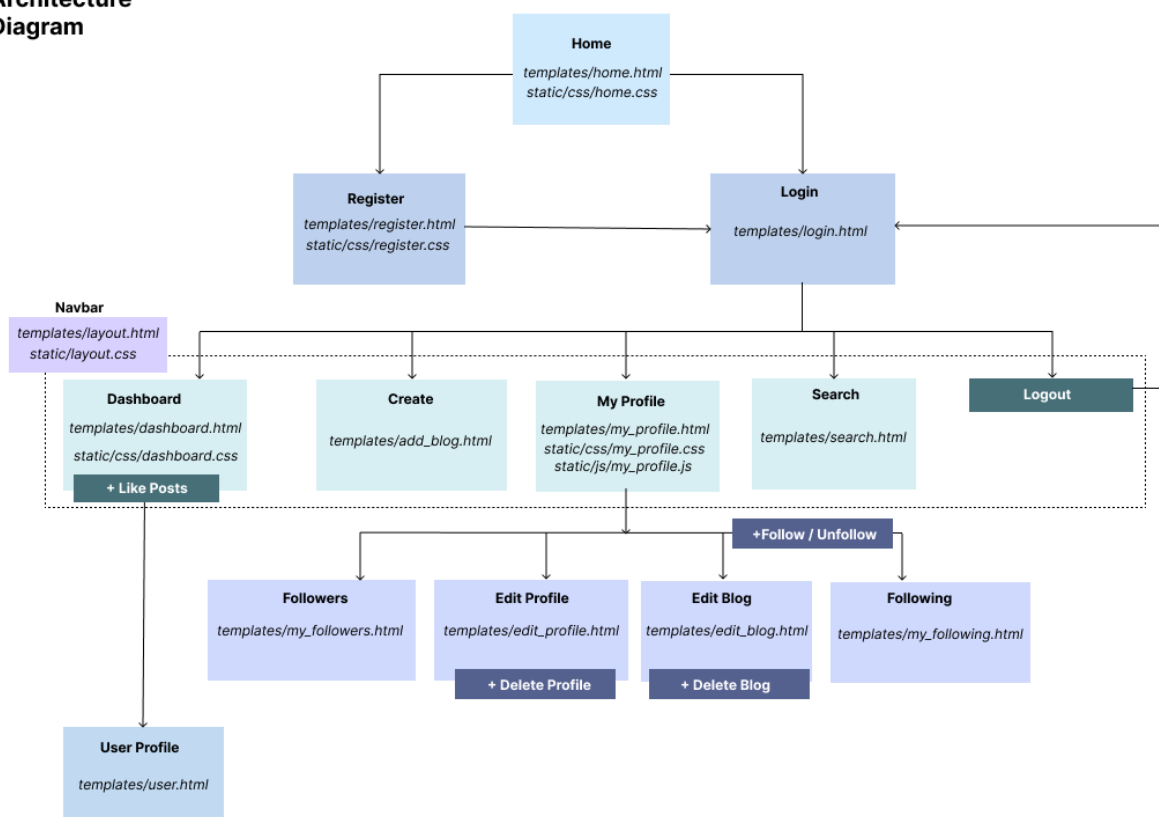 Architecture
Diagram
Home
templates/home.html
static/css/home.css
Register
templates/register.html
static/css/register.css
Login
templates/login.html
Navbar
templates/layout.html
static/layout.css
Dashboard
templates/dashboard.html
static/css/dashboard.css
+ Like Posts
Create
templates/add_blog.html
My Profile
templates/my_profile.html
static/css/my_profile.css
static/js/my_profile.js
Search
templates/search.html
Logout
+Follow / Unfollow
Followers
templates/my_followers.html
Edit Profile
templates/edit_profile.html
+ Delete Profile
Edit Blog
templates/edit_blog.html
+ Delete Blog
Following
templates/my_following.html
User Profile
templates/user.html